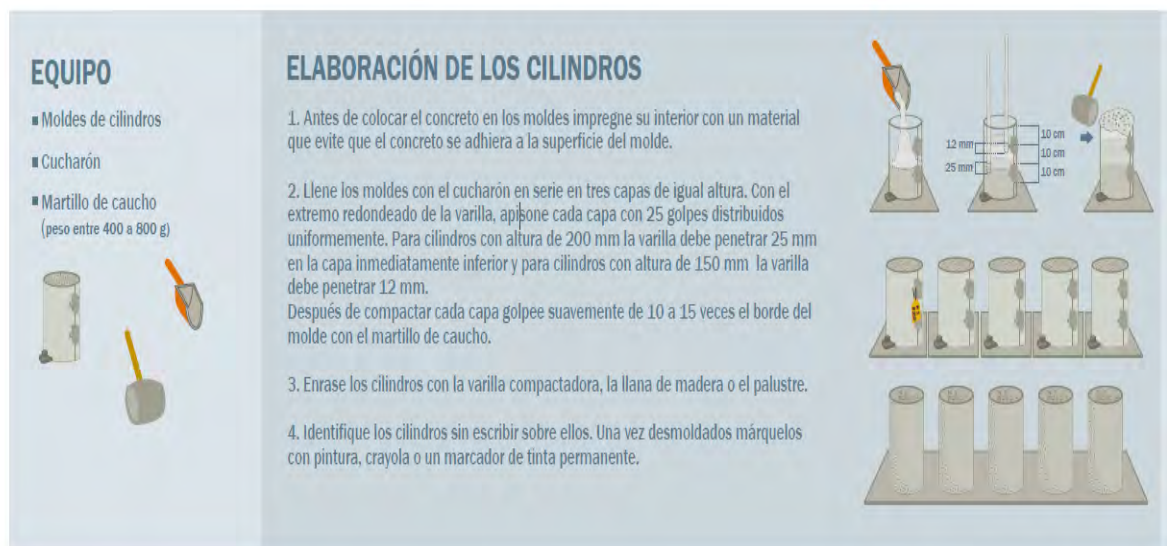 EQUIPO
▪ Moldes de cilindros
▪ Cucharón
▪ Martillo de caucho
(peso entre 400 a 800 g)
ELABORACIÓN DE LOS CILINDROS
1. Antes de colocar el concreto en los moldes impregne su interior con un material
que evite que el concreto se adhiera a la superficie del molde.
2. Llene los moldes con el cucharón en serie en tres capas de igual altura. Con el
extremo redondeado de la varilla, apisone cada capa con 25 golpes distribuidos
uniformemente. Para cilindros con altura de 200 mm la varilla debe penetrar 25 mm
en la capa inmediatamente inferior y para cilindros con altura de 150 mm la varilla
debe penetrar 12 mm.
Después de compactar cada capa golpee suavemente de 10 a 15 veces el borde del
molde con el martillo de caucho.
3. Enrase los cilindros con la varilla compactadora, la llana de madera o el palustre.
4. Identifique los cilindros sin escribir sobre ellos. Una vez desmoldados márquelos
con pintura, crayola o un marcador de tinta permanente.
12 mm
25 mm
10 cm
10 cm
10 cm